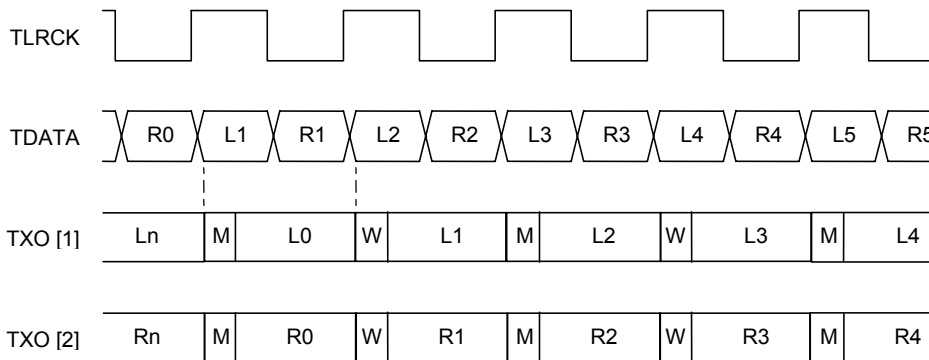 TLRCK
TDATA R0 L1 R1 L2 R2 L3 R3 L4 R4 L5 R5
TXO [1] Ln M L0 W L1 M L2 W L3 M L4
TXO [2] Rn M R0 W R1 M R2 W R3 M R4